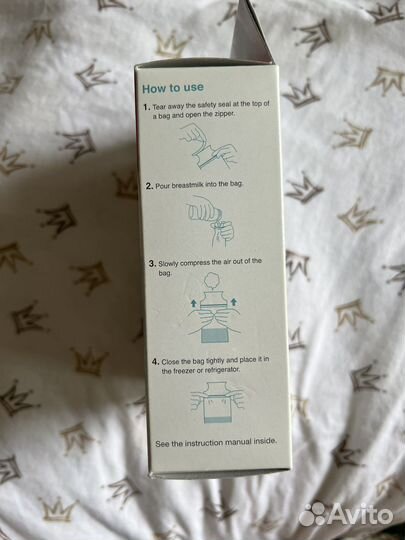 How to use
1. Tear away the safety seal at the top of
a bag and open the zipper.
2. Pour breastmilk into the bag.
3. Slowly compress the air out of the
bag.
4. Close the bag tightly and place it in
the freezer or refrigerator.
See the instruction manual inside.
Avito